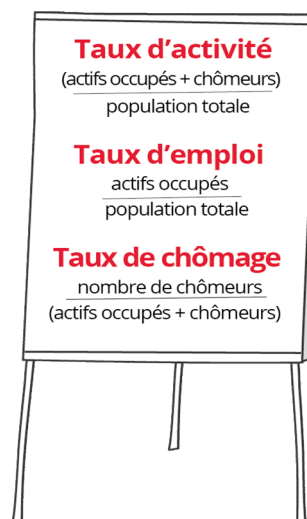 Taux d'activité
(actifs occupés + chômeurs)
population totale
Taux d'emploi
actifs occupés
population totale
Taux de chômage
nombre de chômeurs
(actifs occupés + chômeurs)